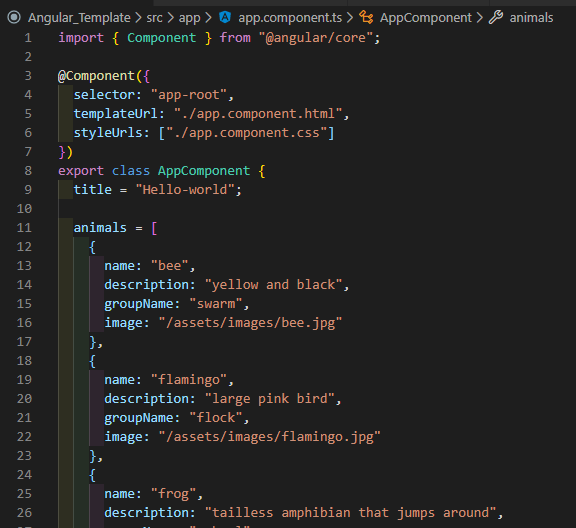 Angular_Template > src > app > app.component.ts > AppComponent > animals
1 import { Component } from "@angular/core";
2
3 @Component({
4 selector: "app-root",
5 templateUrl: "./app.component.html",
6 styleUrls: ["./app.component.css"]
7 })
8 export class AppComponent {
9 title = "Hello-world";
10
11 animals = [
12 {
13 name: "bee",
14 description: "yellow and black",
15 groupName: "swarm",
16 image: "/assets/images/bee.jpg"
17 },
18 {
19 name: "flamingo",
20 description: "large pink bird",
21 groupName: "flock",
22 image: "/assets/images/flamingo.jpg"
23 },
24 {
25 name: "frog",
26 description: "tailless amphibian that jumps around",